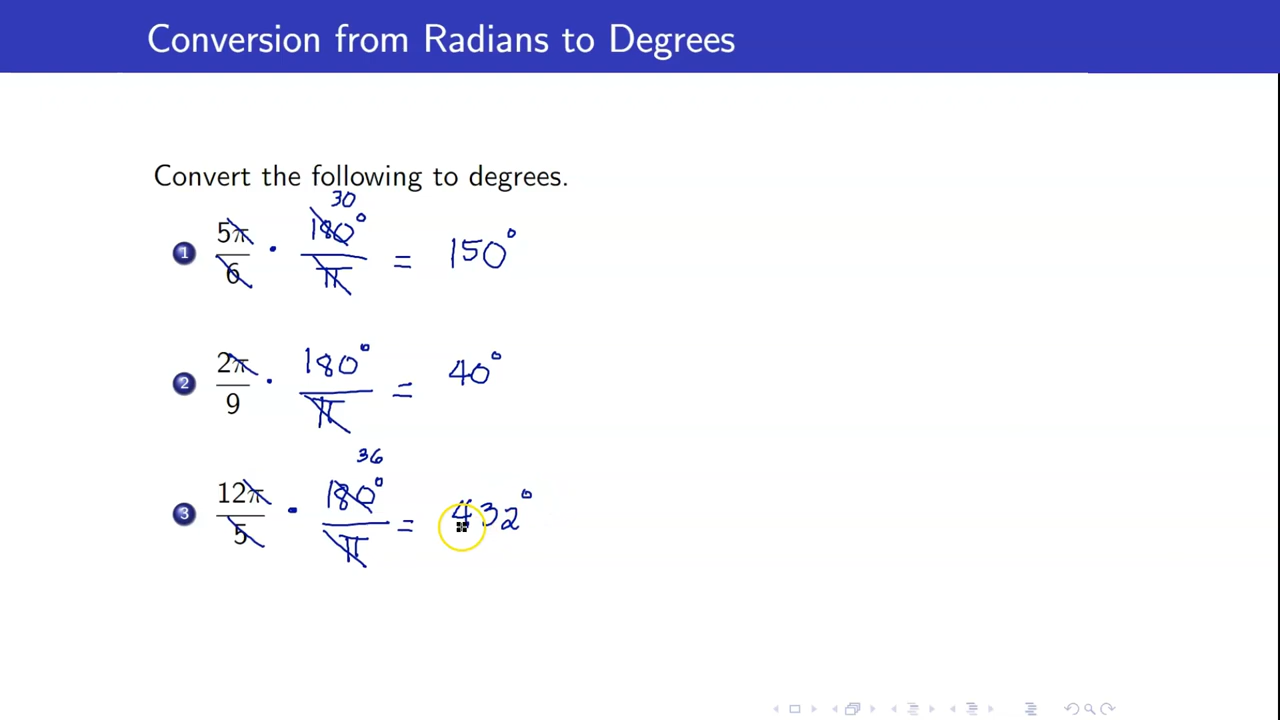 Conversion from Radians to Degrees
Convert the following to degrees.
30
1 5π/6 · 180°/π = 150°
2 2π/9 · 180°/π = 40°
36
3 12π/5 · 180°/π = 432°